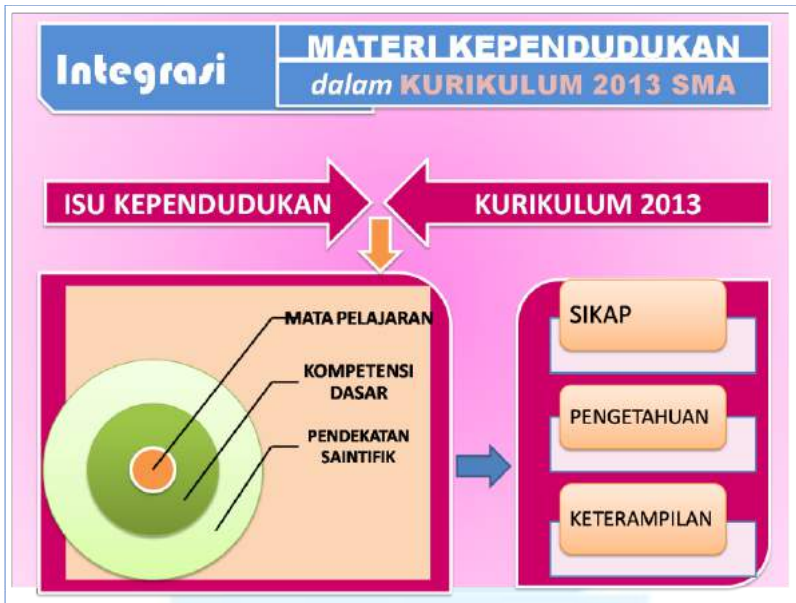 Integrasi
MATERI KEPENDUDUKAN
dalam KURIKULUM 2013 SMA
ISU KEPENDUDUKAN
KURIKULUM 2013
MATA PELAJARAN
KOMPETENSI
DASAR
PENDEKATAN
SAINTIFIK
SIKAP
PENGETAHUAN
KETERAMPILAN